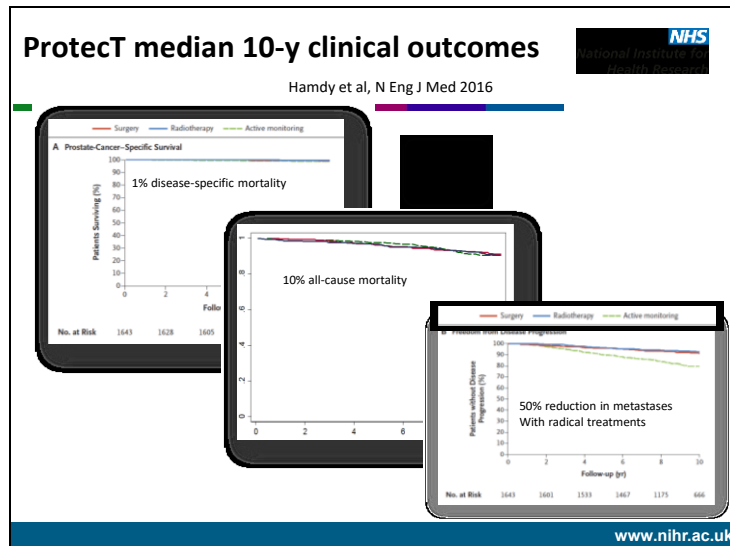 ProtecT median 10-y clinical outcomes
NHS
National Institute for
Health Research
Hamdy et al, N Eng J Med 2016
Surgery Radiotherapy Active monitoring
A Prostate-Cancer–Specific Survival
100
90
80
70
60
50
40
30
20
10
0
Patients Surviving (%)
1% disease-specific mortality
0 2 4
Follo
No. at Risk 1643 1628 1605
1
.8
.6
.4
.2
0
10% all-cause mortality
0 2 4 6
Surgery Radiotherapy Active monitoring
B Freedom from Disease Progression
100
90
80
70
60
50
40
30
20
10
0
Patients without Disease
Progression (%)
50% reduction in metastases
With radical treatments
0 2 4 6 8 10
Follow-up (yr)
No. at Risk 1643 1601 1533 1467 1175 666
www.nihr.ac.uk